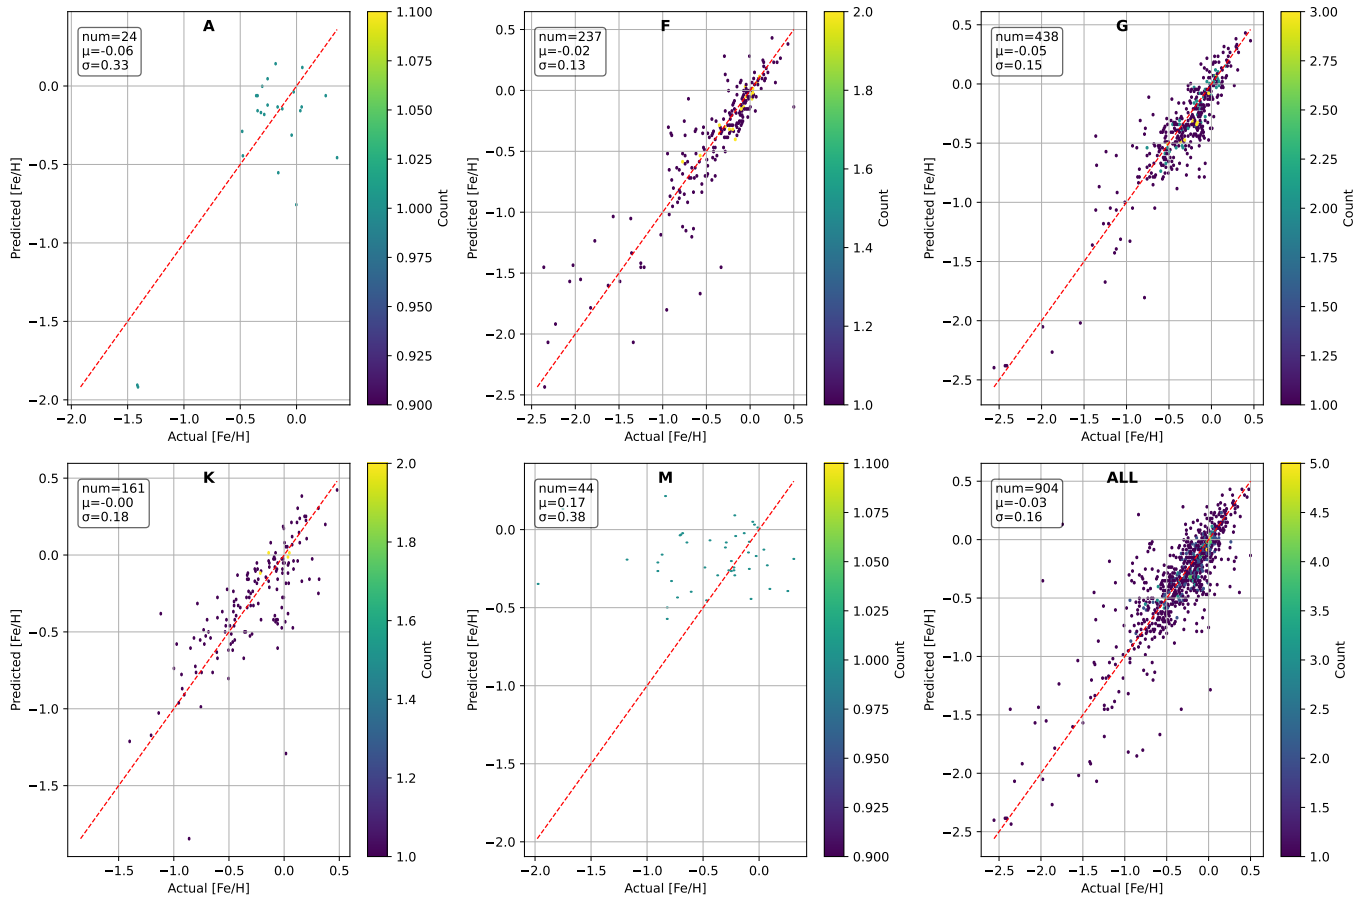 A
num=24
μ=-0.06
σ=0.33
Predicted [Fe/H]
0.0
−0.5
−1.0
−1.5
−2.0
−2.0 −1.5 −1.0 −0.5 0.0
Actual [Fe/H]
1.100
1.075
1.050
1.025
1.000
0.975
0.950
0.925
0.900
Count
F
num=237
μ=-0.02
σ=0.13
Predicted [Fe/H]
0.5
0.0
−0.5
−1.0
−1.5
−2.0
−2.5
−2.5 −2.0 −1.5 −1.0 −0.5 0.0 0.5
Actual [Fe/H]
2.0
1.8
1.6
1.4
1.2
1.0
Count
G
num=438
μ=-0.05
σ=0.15
Predicted [Fe/H]
0.5
0.0
−0.5
−1.0
−1.5
−2.0
−2.5
−2.5 −2.0 −1.5 −1.0 −0.5 0.0 0.5
Actual [Fe/H]
3.00
2.75
2.50
2.25
2.00
1.75
1.50
1.25
1.00
Count
K
num=161
μ=-0.00
σ=0.18
Predicted [Fe/H]
0.5
0.0
−0.5
−1.0
−1.5
−1.5 −1.0 −0.5 0.0 0.5
Actual [Fe/H]
2.0
1.8
1.6
1.4
1.2
1.0
Count
M
num=44
μ=0.17
σ=0.38
Predicted [Fe/H]
0.0
−0.5
−1.0
−1.5
−2.0
−2.0 −1.5 −1.0 −0.5 0.0
Actual [Fe/H]
1.100
1.075
1.050
1.025
1.000
0.975
0.950
0.925
0.900
Count
ALL
num=904
μ=-0.03
σ=0.16
Predicted [Fe/H]
0.5
0.0
−0.5
−1.0
−1.5
−2.0
−2.5
−2.5 −2.0 −1.5 −1.0 −0.5 0.0 0.5
Actual [Fe/H]
5.0
4.5
4.0
3.5
3.0
2.5
2.0
1.5
1.0
Count